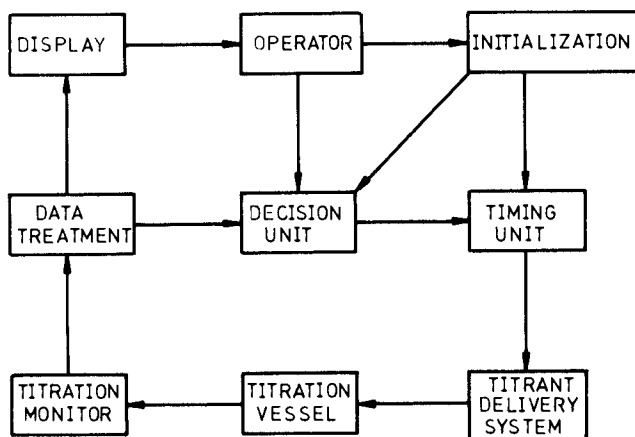 DISPLAY
OPERATOR
INITIALIZATION
DATA
TREATMENT
DECISION
UNIT
TIMING
UNIT
TITRATION
MONITOR
TITRATION
VESSEL
TITRANT
DELIVERY
SYSTEM